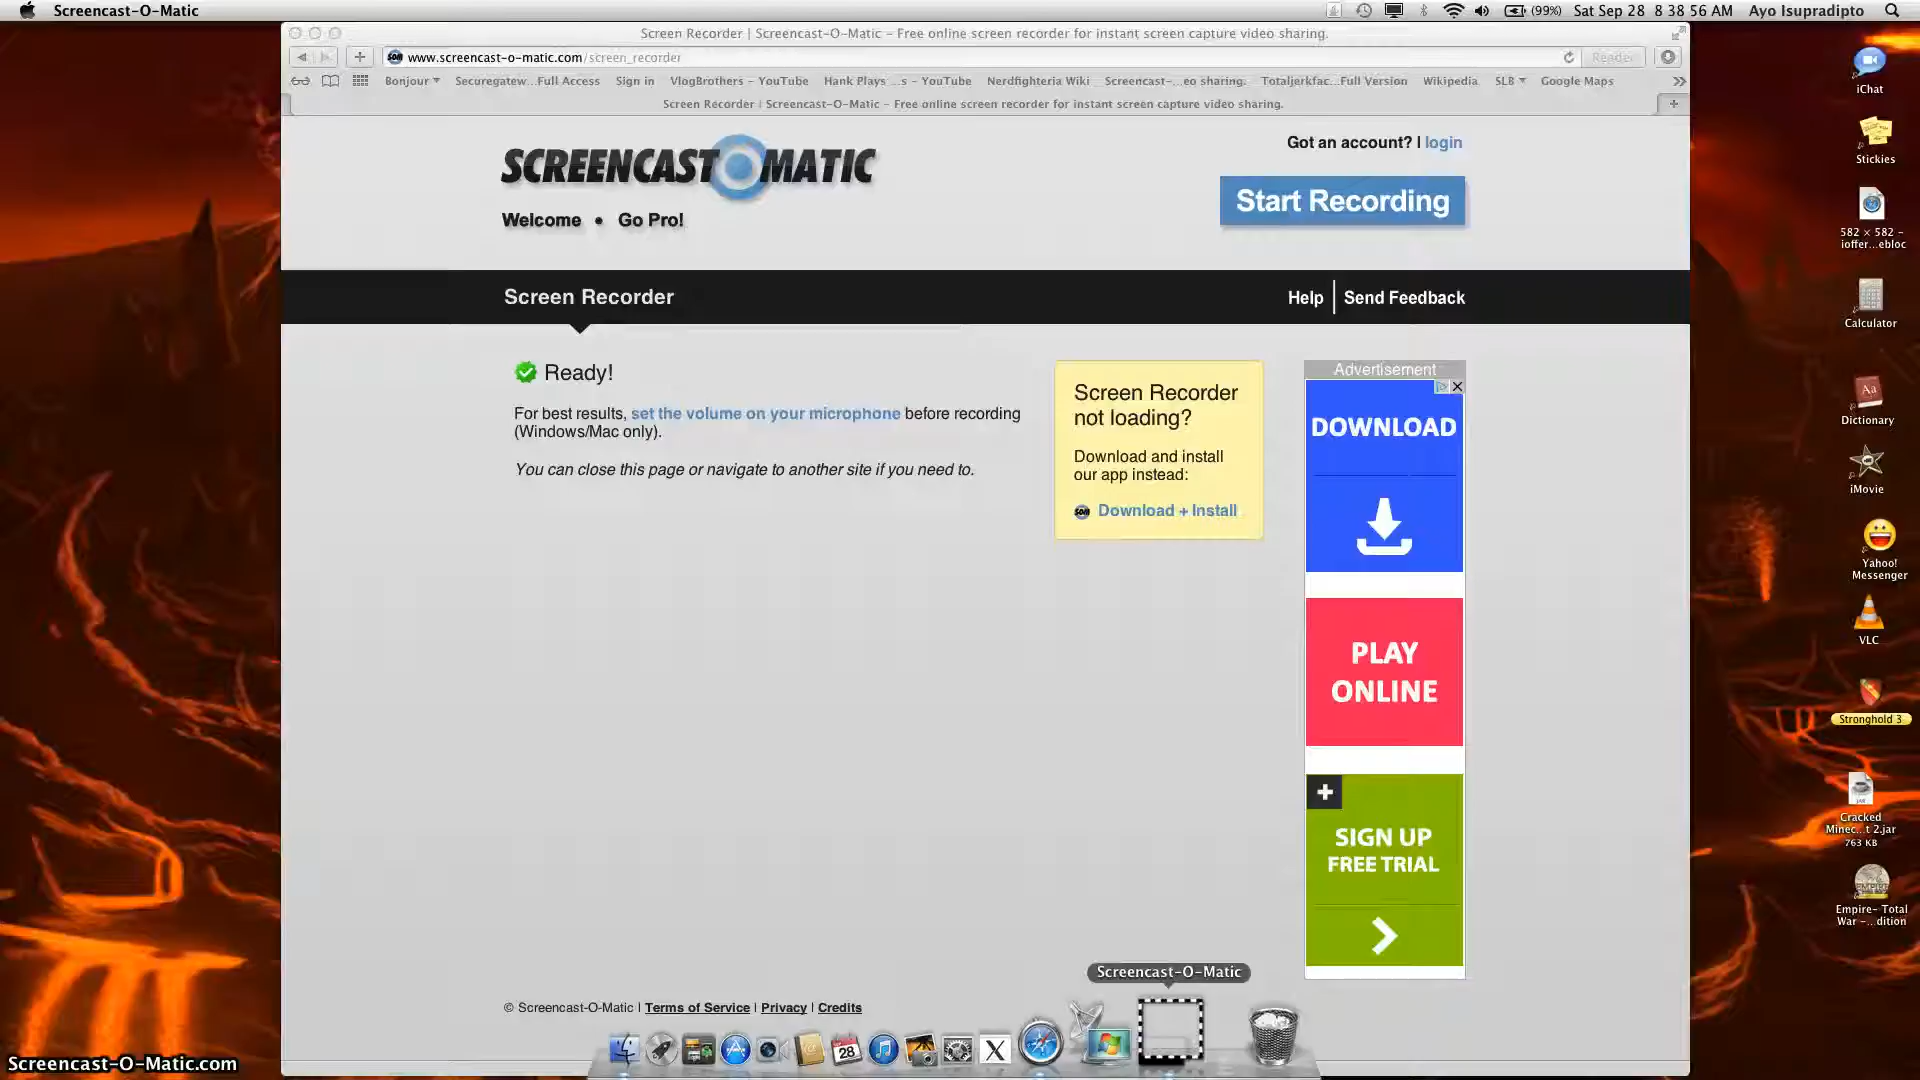 Screencast-O-Matic
(99%) Sat Sep 28 8 38 56 AM Ayo Isupradipto
Screen Recorder | Screencast-O-Matic - Free online screen recorder for instant screen capture video sharing.
www.screencast-o-matic.com/screen_recorder
Reader
Bonjour Securegatew...Full Access Sign in VlogBrothers - YouTube Hank Plays ...s - YouTube Nerdfighteria Wiki Screencast-...eo sharing. Totaljerkfac...Full Version Wikipedia SLB Google Maps
Screen Recorder | Screencast-O-Matic - Free online screen recorder for instant screen capture video sharing.
SCREENCAST O MATIC
Got an account? | login
Start Recording
Welcome • Go Pro!
Screen Recorder
Help Send Feedback
Ready!
For best results, set the volume on your microphone before recording
(Windows/Mac only).
You can close this page or navigate to another site if you need to.
Screen Recorder
not loading?
Download and install
our app instead:
SOM Download + Install
Advertisement
DOWNLOAD
PLAY
ONLINE
SIGN UP
FREE TRIAL
Screencast-O-Matic
© Screencast-O-Matic | Terms of Service | Privacy | Credits
28
Screencast-O-Matic.com
iChat
Stickies
582 × 582 -
ioffer...ebloc
Calculator
Aa
Dictionary
iMovie
Yahoo!
Messenger
VLC
Stronghold 3
JAR
Cracked
Minec...t 2.jar
763 KB
EMPIRE
Empire- Total
War -...dition